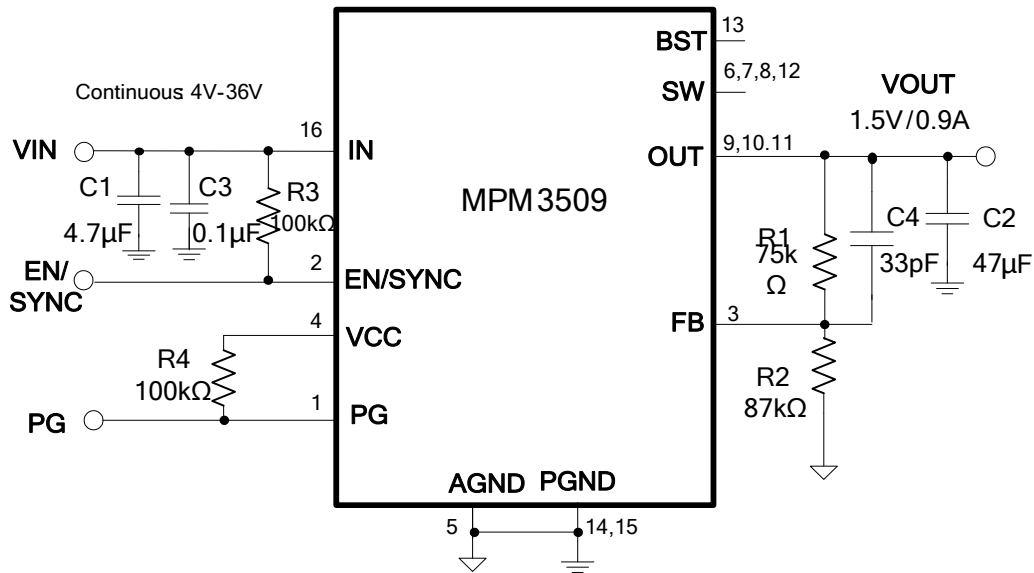 13
BST
6,7,8,12
SW
VOUT
Continuous: 4V-36V
1.5V/0.9A
16
VIN
IN
9,10.11
OUT
MPM3509
C1
C3
R3
100kΩ
4.7μF
0.1μF
C4
C2
R1
75k
Ω
33pF
47μF
EN/
SYNC
2
EN/SYNC
FB
3
4
VCC
R4
100kΩ
R2
87kΩ
1
PG
PG
AGND
PGND
5
14,15